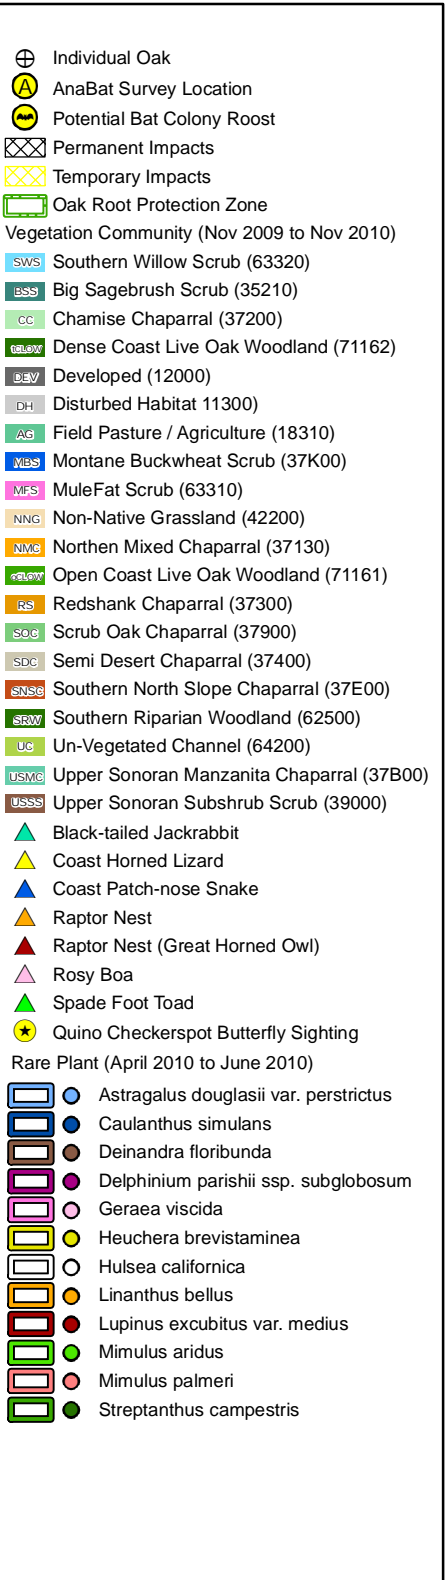 Individual Oak
A AnaBat Survey Location
Potential Bat Colony Roost
Permanent Impacts
Temporary Impacts
Oak Root Protection Zone
Vegetation Community (Nov 2009 to Nov 2010)
SWS Southern Willow Scrub (63320)
BSS Big Sagebrush Scrub (35210)
CC Chamise Chaparral (37200)
Dense Coast Live Oak Woodland (71162)
DEV Developed (12000)
DH Disturbed Habitat 11300)
AG Field Pasture / Agriculture (18310)
MBS Montane Buckwheat Scrub (37K00)
MFS MuleFat Scrub (63310)
NNG Non-Native Grassland (42200)
NMC Northen Mixed Chaparral (37130)
Open Coast Live Oak Woodland (71161)
RS Redshank Chaparral (37300)
SOC Scrub Oak Chaparral (37900)
SDC Semi Desert Chaparral (37400)
SNSC Southern North Slope Chaparral (37E00)
SRW Southern Riparian Woodland (62500)
UC Un-Vegetated Channel (64200)
USMC Upper Sonoran Manzanita Chaparral (37B00)
USSS Upper Sonoran Subshrub Scrub (39000)
Black-tailed Jackrabbit
Coast Horned Lizard
Coast Patch-nose Snake
Raptor Nest
Raptor Nest (Great Horned Owl)
Rosy Boa
Spade Foot Toad
Quino Checkerspot Butterfly Sighting
Rare Plant (April 2010 to June 2010)
Astragalus douglasii var. perstrictus
Caulanthus simulans
Deinandra floribunda
Delphinium parishii ssp. subglobosum
Geraea viscida
Heuchera brevistaminea
Hulsea californica
Linanthus bellus
Lupinus excubitus var. medius
Mimulus aridus
Mimulus palmeri
Streptanthus campestris